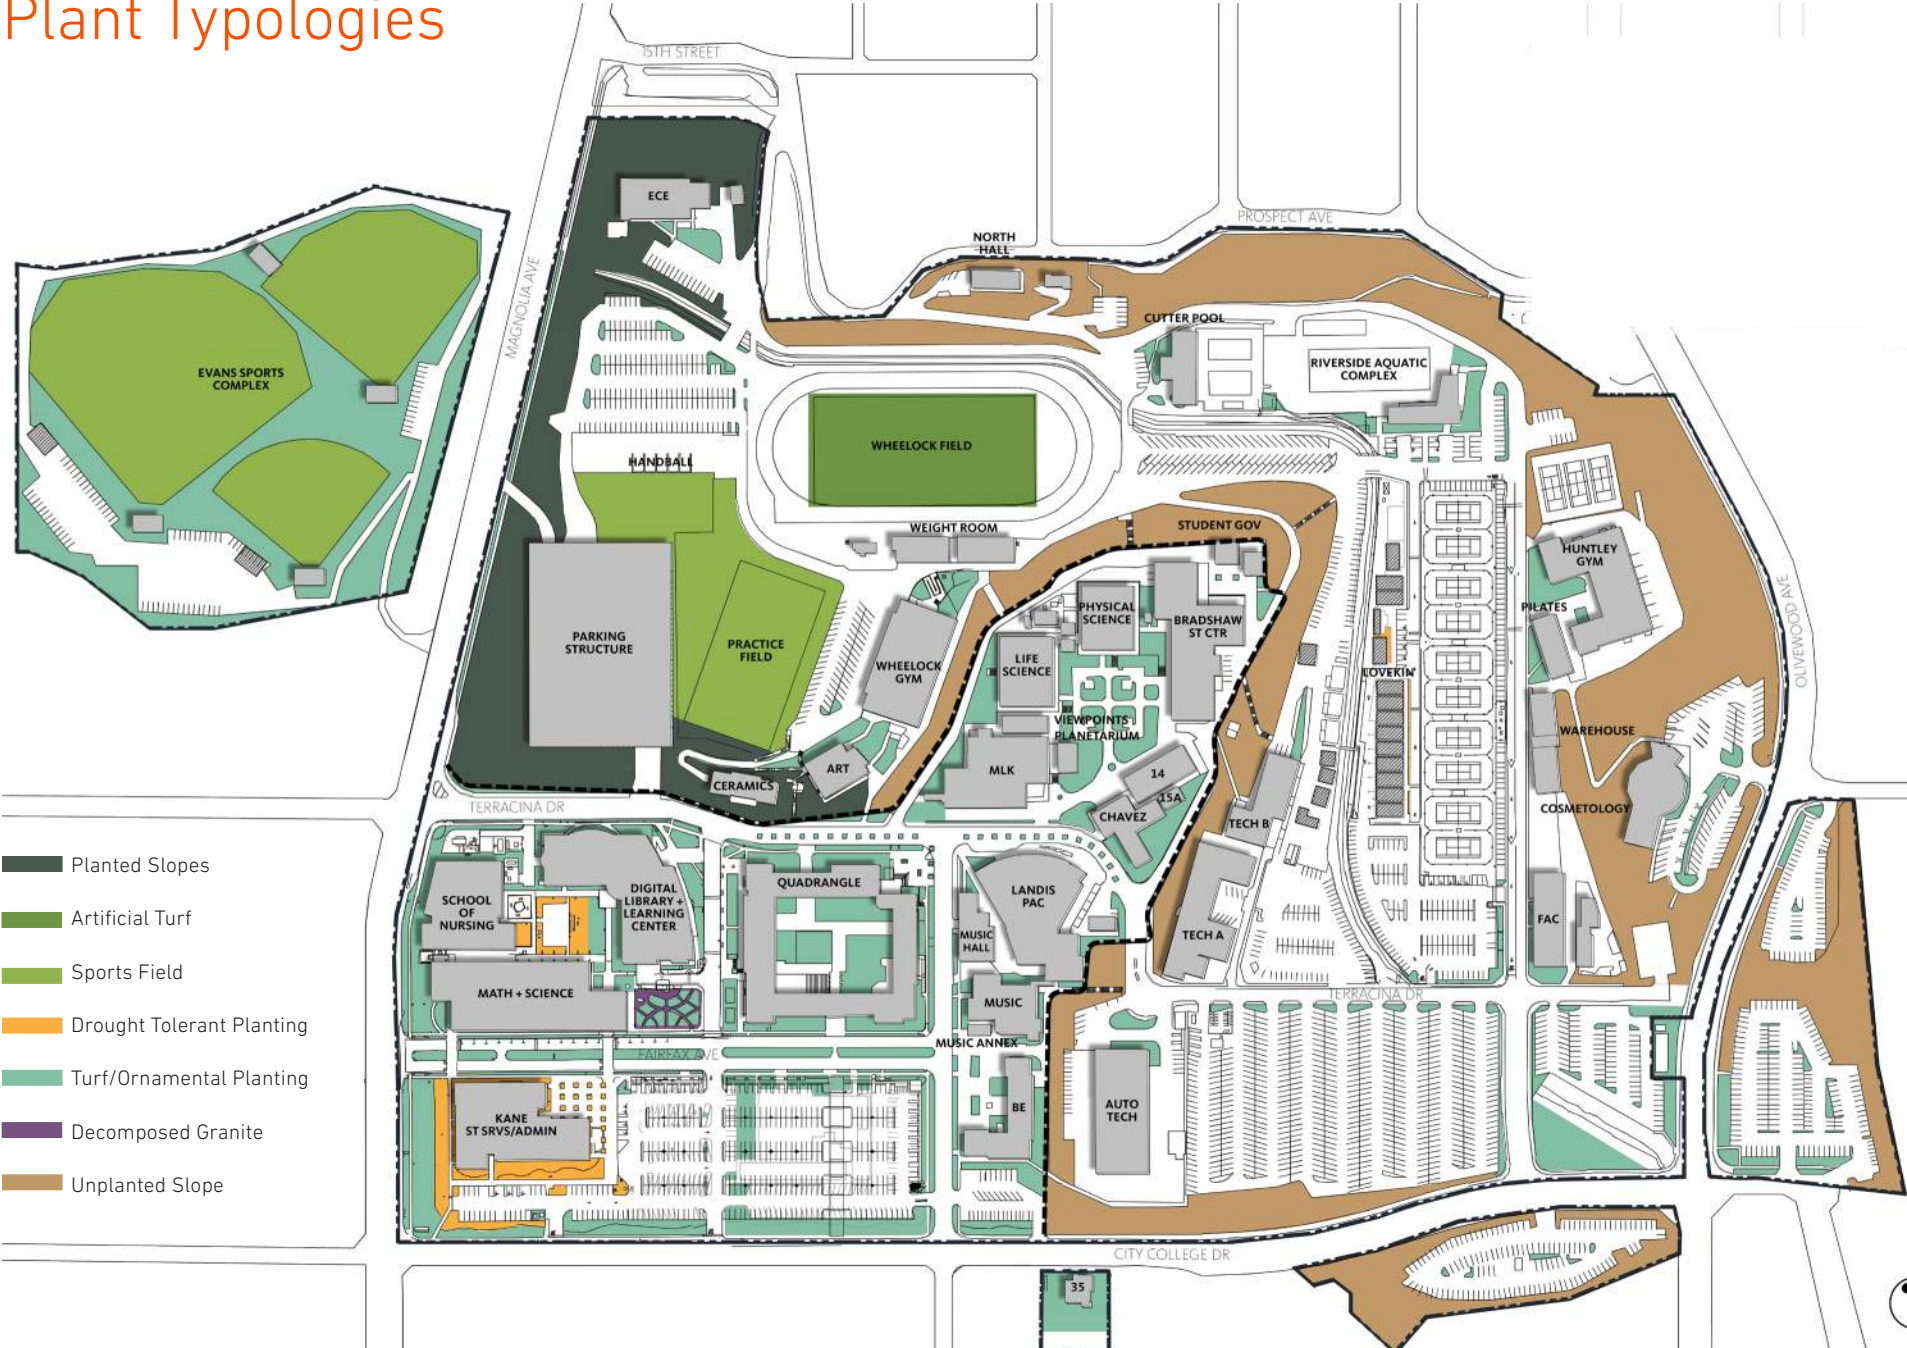 Plant Typologies
15TH STREET
PROSPECT AVE
MAGNOLIA AVE
OLIVEWOOD AVE
ECE
NORTH
HALL
CUTTER POOL
RIVERSIDE AQUATIC
COMPLEX
EVANS SPORTS
COMPLEX
WHEELOCK FIELD
HANDBALL
WEIGHT ROOM
STUDENT GOV
HUNTLEY
GYM
PILATES
PARKING
STRUCTURE
PRACTICE
FIELD
WHEELOCK
GYM
PHYSICAL
SCIENCE
BRADSHAW
ST CTR
LIFE
SCIENCE
LOVEKIN
VIEWPOINTS
PLANETARIUM
WAREHOUSE
ART
MLK
14
15A
CERAMICS
CHAVEZ
TECH B
COSMETOLOGY
TERRACINA DR
Planted Slopes
Artificial Turf
Sports Field
Drought Tolerant Planting
Turf/Ornamental Planting
Decomposed Granite
Unplanted Slope
SCHOOL
OF
NURSING
DIGITAL
LIBRARY +
LEARNING
CENTER
QUADRANGLE
LANDIS
PAC
MUSIC
HALL
TECH A
FAC
MATH + SCIENCE
MUSIC
TERRACINA DR
FAIRFAX AVE
MUSIC ANNEX
KANE
ST SRVS/ADMIN
BE
AUTO
TECH
CITY COLLEGE DR
35